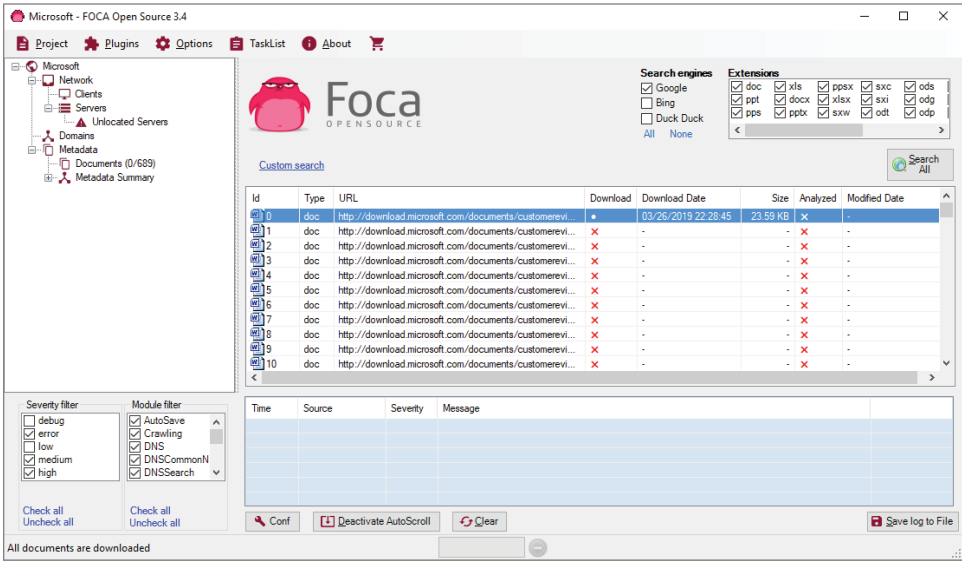 Microsoft - FOCA Open Source 3.4
Project Plugins Options TaskList About
Microsoft
Network
Clients
Servers
Unlocated Servers
Domains
Metadata
Documents (0/689)
Metadata Summary
Foca
OPENSOURCE
Search engines
Google
Bing
Duck Duck
All None
Extensions
doc xls ppsx sxc ods
ppt docx xlsx sxi odg
pps pptx sxw odt odp
Custom search
Search All
Id Type URL Download Download Date Size Analyzed Modified Date
0 doc http://download.microsoft.com/documents/customerevi... • 03/26/2019 22:28:45 23.59 KB × -
1 doc http://download.microsoft.com/documents/customerevi... × - - × -
2 doc http://download.microsoft.com/documents/customerevi... × - - × -
3 doc http://download.microsoft.com/documents/customerevi... × - - × -
4 doc http://download.microsoft.com/documents/customerevi... × - - × -
5 doc http://download.microsoft.com/documents/customerevi... × - - × -
6 doc http://download.microsoft.com/documents/customerevi... × - - × -
7 doc http://download.microsoft.com/documents/customerevi... × - - × -
8 doc http://download.microsoft.com/documents/customerevi... × - - × -
9 doc http://download.microsoft.com/documents/customerevi... × - - × -
10 doc http://download.microsoft.com/documents/customerevi... × - - × -
Severity filter
debug
error
low
medium
high
Check all
Uncheck all
Module filter
AutoSave
Crawling
DNS
DNSCommonN
DNSSearch
Check all
Uncheck all
Time Source Severity Message
Conf Deactivate AutoScroll Clear Save log to File
All documents are downloaded